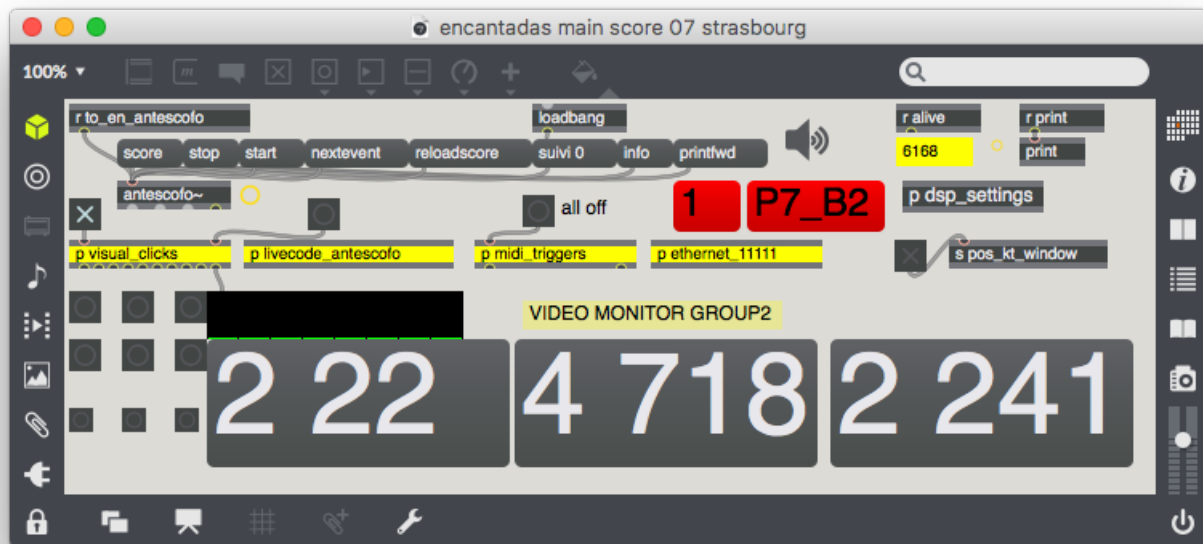 encantadas main score 07 strasbourg
100%
r to_en_antescofo loadbang r alive r print
score stop start nextevent reloadscore suivi 0 info printfwd 6168 print
antescofo~ all off 1 P7_B2 p dsp_settings
p visual_clicks p livecode_antescofo p midi_triggers p ethernet_11111 s pos_kt_window
VIDEO MONITOR GROUP2
2 22 4 718 2 241